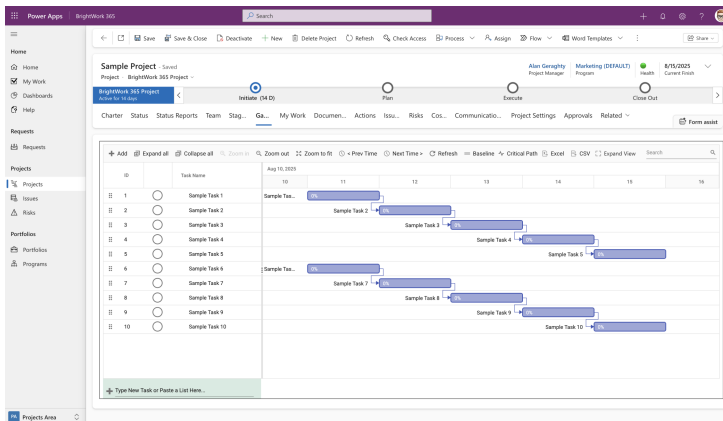 Power Apps BrightWork 365 Search
Save Save & Close Deactivate New Delete Project Refresh Check Access Process Assign Flow Word Templates Share
Home
Home
My Work
Dashboards
Help
Requests
Requests
Projects
Projects
Issues
Risks
Portfolios
Portfolios
Programs
PA Projects Area
Sample Project - Saved
Project · BrightWork 365 Project
Alan Geraghty Marketing (DEFAULT) 8/15/2025
Project Manager Program Health Current Finish
BrightWork 365 Project
Active for 14 days
Initiate (14 D) Plan Execute Close Out
Charter Status Status Reports Team Stag... Ga... My Work Documen... Actions Issu... Risks Cos... Communicatio... Project Settings Approvals Related
Form assist
Add Expand all Collapse all Zoom in Zoom out Zoom to fit < Prev Time Next Time > Refresh Baseline Critical Path Excel CSV Expand View Search
ID Task Name Aug 10, 2025
10 11 12 13 14 15 16
1 Sample Task 1 Sample Tas... 0%
2 Sample Task 2 Sample Task 2 0%
3 Sample Task 3 Sample Task 3 0%
4 Sample Task 4 Sample Task 4 0%
5 Sample Task 5 Sample Task 5 0%
6 Sample Task 6 Sample Tas... 0%
7 Sample Task 7 Sample Task 7 0%
8 Sample Task 8 Sample Task 8 0%
9 Sample Task 9 Sample Task 9 0%
10 Sample Task 10 Sample Task 10 0%
Type New Task or Paste a List Here...